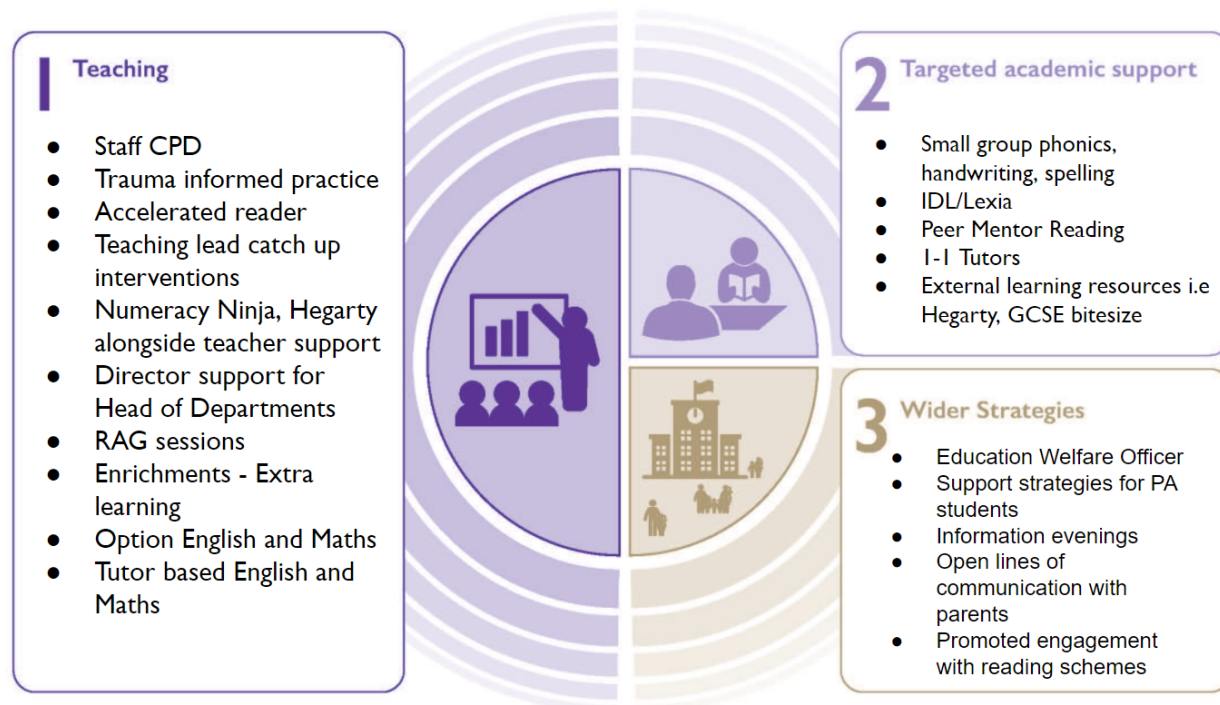 1 Teaching
● Staff CPD
● Trauma informed practice
● Accelerated reader
● Teaching lead catch up
interventions
● Numeracy Ninja, Hegarty
alongside teacher support
● Director support for
Head of Departments
● RAG sessions
● Enrichments - Extra
learning
● Option English and Maths
● Tutor based English and
Maths
2 Targeted academic support
● Small group phonics,
handwriting, spelling
● IDL/Lexia
● Peer Mentor Reading
● 1-1 Tutors
● External learning resources i.e
Hegarty, GCSE bitesize
3 Wider Strategies
● Education Welfare Officer
● Support strategies for PA
students
● Information evenings
● Open lines of
communication with
parents
● Promoted engagement
with reading schemes